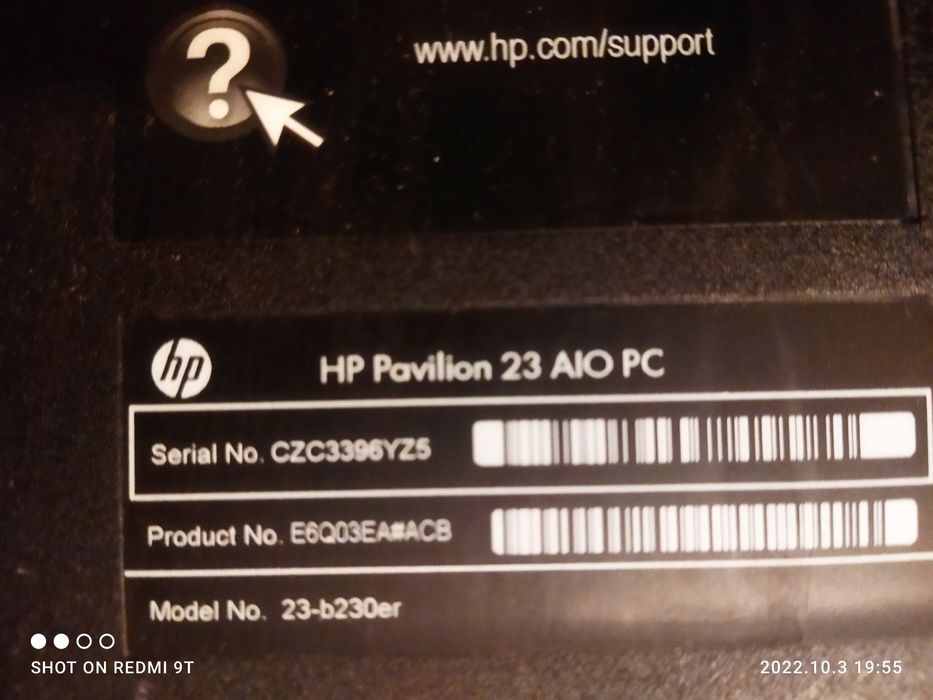 ?
www.hp.com/support
hp
HP Pavilion 23 AIO PC
Serial No. CZC3396YZ5
Product No. E6Q03EA#ACB
Model No. 23-b230er
SHOT ON REDMI 9T
2022.10.3 19:55